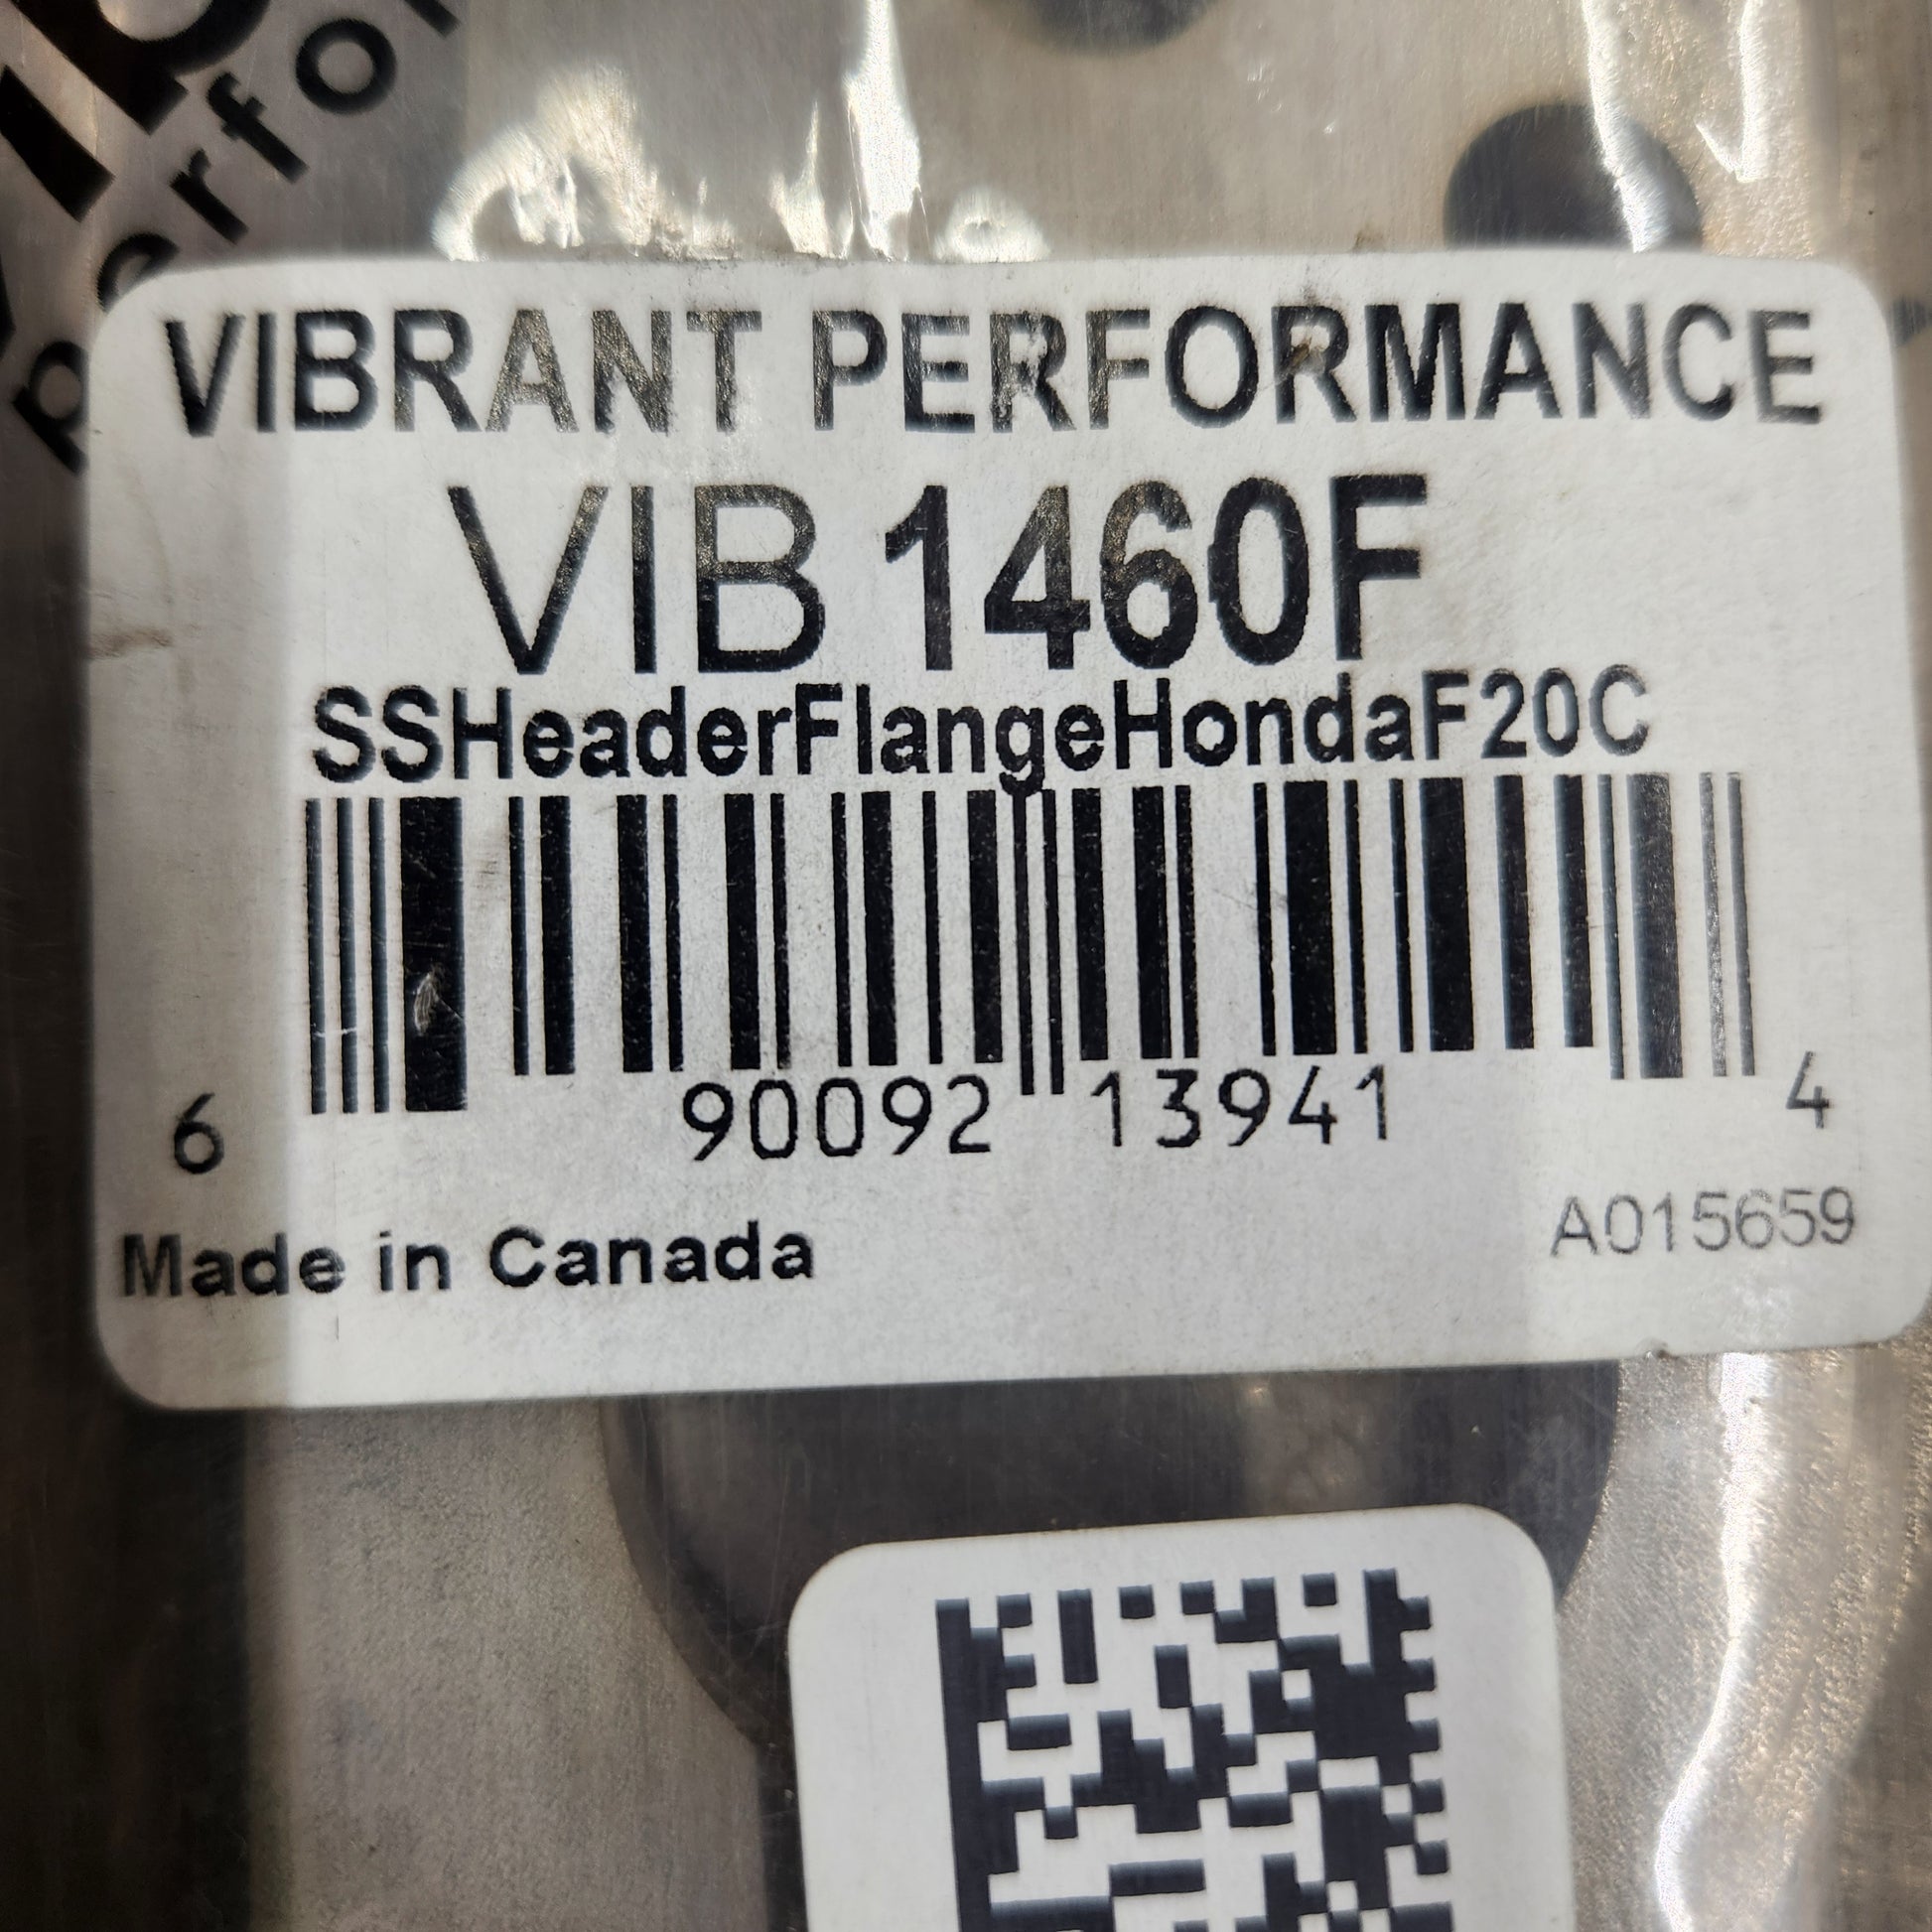 VIBRANT PERFORMANCE
VIB 1460F
SSHeaderFlangeHondaF20C
6 90092 13941 4
Made in Canada
A015659